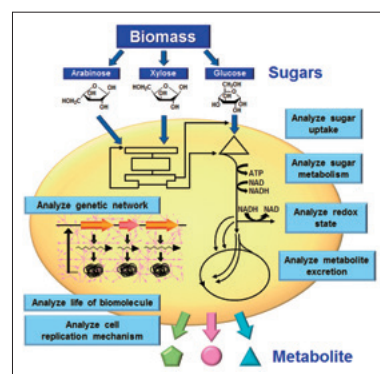 Biomass
Arabinose
Xylose
Glucose
Sugars
Analyze sugar
uptake
Analyze sugar
metabolism
ATP
NAD
NADH
Analyze genetic network
NADH
NAD
Analyze redox
state
Analyze metabolite
excretion
Analyze life of biomolecule
Analyze cell
replication mechanism
Metabolite